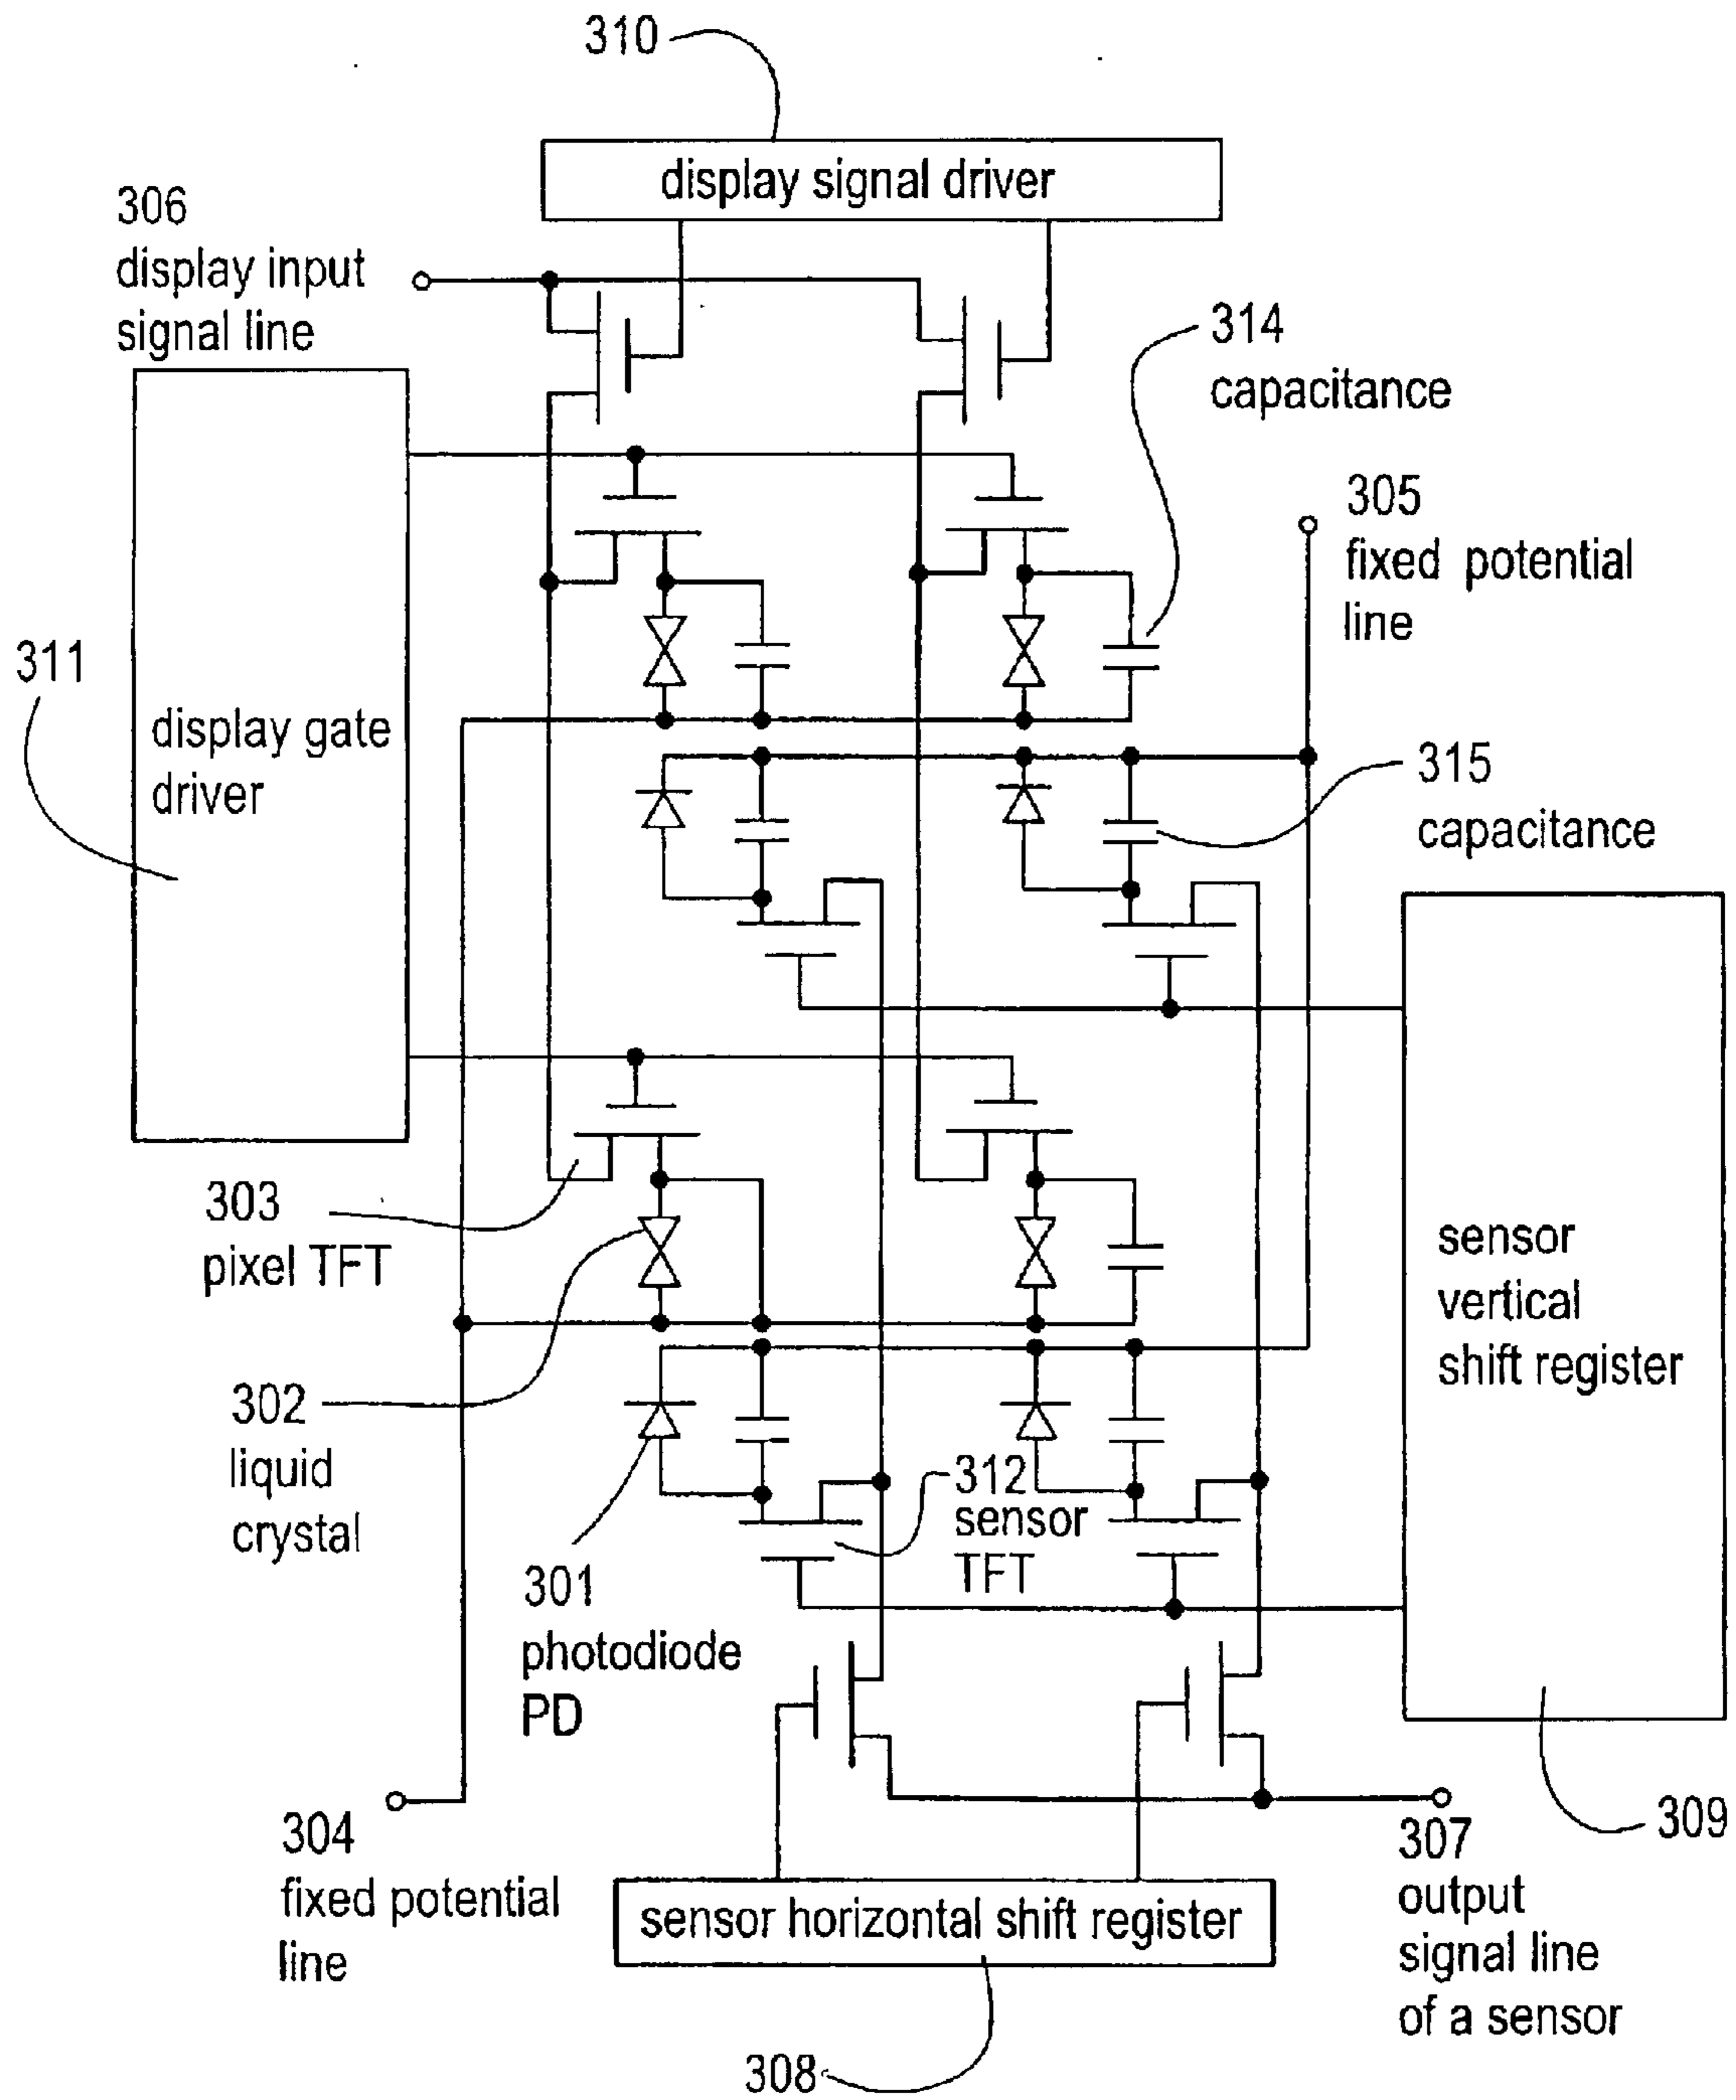 310
display signal driver
306
display input
signal line
314
capacitance
305
fixed potential
line
311
display gate
driver
315
capacitance
303
pixel TFT
sensor
vertical
shift register
302
liquid
crystal
312
sensor
TFT
301
photodiode
PD
304
fixed potential
line
309
307
output
signal line
of a sensor
sensor horizontal shift register
308